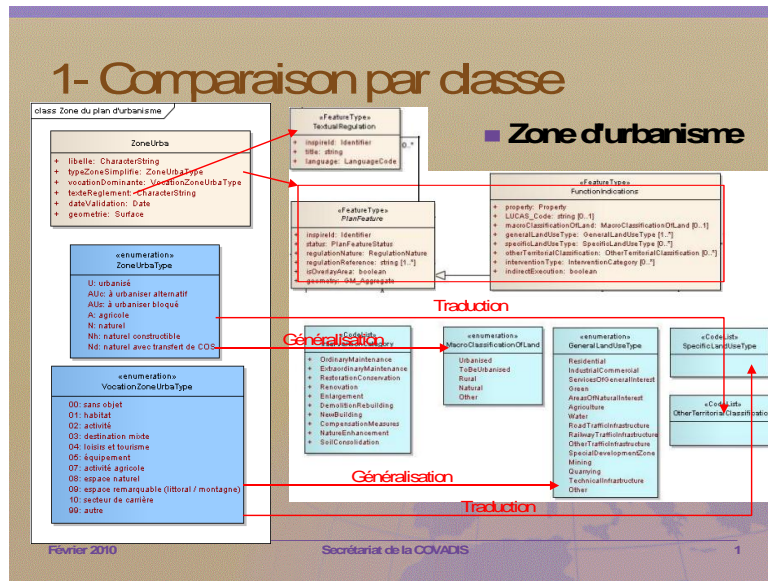 1- Comparaison par classe
class Zone du plan d'urbanisme
ZoneUrba
+ libelle: CharacterString
+ typeZoneSimplifie: ZoneUrbaType
+ vocationDominante: VocationZoneUrbaType
+ texteReglement: CharacterString
+ dateValidation: Date
+ geometrie: Surface
«enumeration»
ZoneUrbaType
U: urbanisé
AUc: à urbaniser alternatif
AUs: à urbaniser bloqué
A: agricole
N: naturel
Nh: naturel constructible
Nd: naturel avec transfert de COS
«enumeration»
VocationZoneUrbaType
00: sans objet
01: habitat
02: activité
03: destination mixte
04: loisirs et tourisme
05: équipement
07: activité agricole
08: espace naturel
09: espace remarquable (littoral / montagne)
10: secteur de carrière
99: autre
«FeatureType»
TextualRegulation
+ inspireId: Identifier
+ title: string
+ language: LanguageCode
0..*
■ Zone d'urbanisme
«FeatureType»
PlanFeature
+ inspireId: Identifier
+ status: PlanFeatureStatus
+ regulationNature: RegulationNature
+ regulationReference: string [1..*]
+ isOverlayArea: boolean
+ geometry: GM_Aggregate
«FeatureType»
FunctionIndications
+ property: Property
+ LUCAS_Code: string [0..1]
+ macroClassificationOfLand: MacroClassificationOfLand [0..1]
+ generalLandUseType: GeneralLandUseType [1..*]
+ specificLandUseType: SpecificLandUseType [0..*]
+ otherTerritorialClassification: OtherTerritorialClassification [0..*]
+ interventionType: InterventionCategory [0..*]
+ indirectExecution: boolean
Traduction
Généralisation
«CodeList»
InterventionCategory
+ OrdinaryMaintenance
+ ExtraordinaryMaintenance
+ RestorationConservation
+ Renovation
+ Enlargement
+ DemolitionRebuilding
+ NewBuilding
+ CompensationMeasures
+ NatureEnhancement
+ SoilConsolidation
«enumeration»
MacroClassificationOfLand
Urbanised
ToBeUrbanised
Rural
Natural
Other
«enumeration»
GeneralLandUseType
Residential
IndustrialCommercial
ServicesOfGeneralInterest
Green
AreasOfNaturalInterest
Agriculture
Water
RoadTrafficInfrastructure
RailwayTrafficInfrastructure
OtherTrafficInfrastructure
SpecialDevelopmentZone
Mining
Quarrying
TechnicalInfrastructure
Other
«CodeList»
SpecificLandUseType
«CodeList»
OtherTerritorialClassificatio
Généralisation
Traduction
Février 2010
Secrétariat de la COVADIS
1